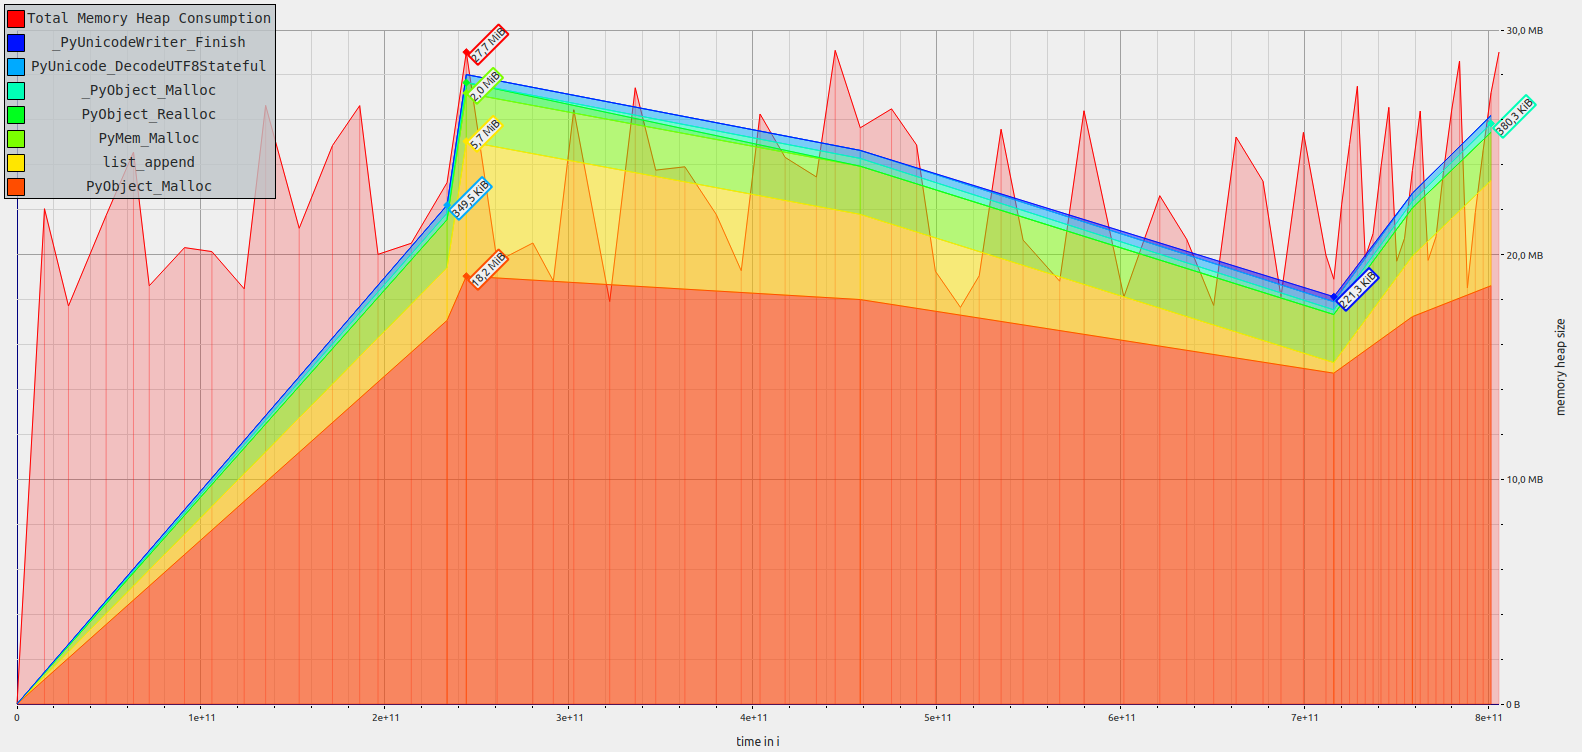 Total Memory Heap Consumption
_PyUnicodeWriter_Finish
PyUnicode_DecodeUTF8Stateful
_PyObject_Malloc
PyObject_Realloc
PyMem_Malloc
list_append
PyObject_Malloc
27,7 MiB
2,0 MiB
5,7 MiB
349,5 KiB
18,2 MiB
221,3 KiB
380,3 KiB
30,0 MB
20,0 MB
10,0 MB
0 B
memory heap size
0
1e+11
2e+11
3e+11
4e+11
5e+11
6e+11
7e+11
8e+11
time in i